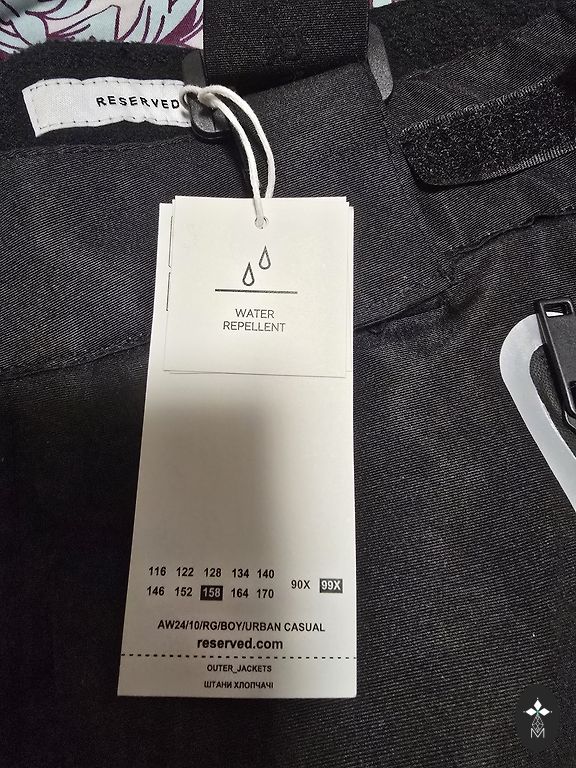 RESERVED
WATER
REPELLENT
116 122 128 134 140
146 152 158 164 170
90X 99X
AW24/10/RG/BOY/URBAN CASUAL
reserved.com
OUTER_JACKETS
ШТАНИ ХЛОПЧАЧІ
M